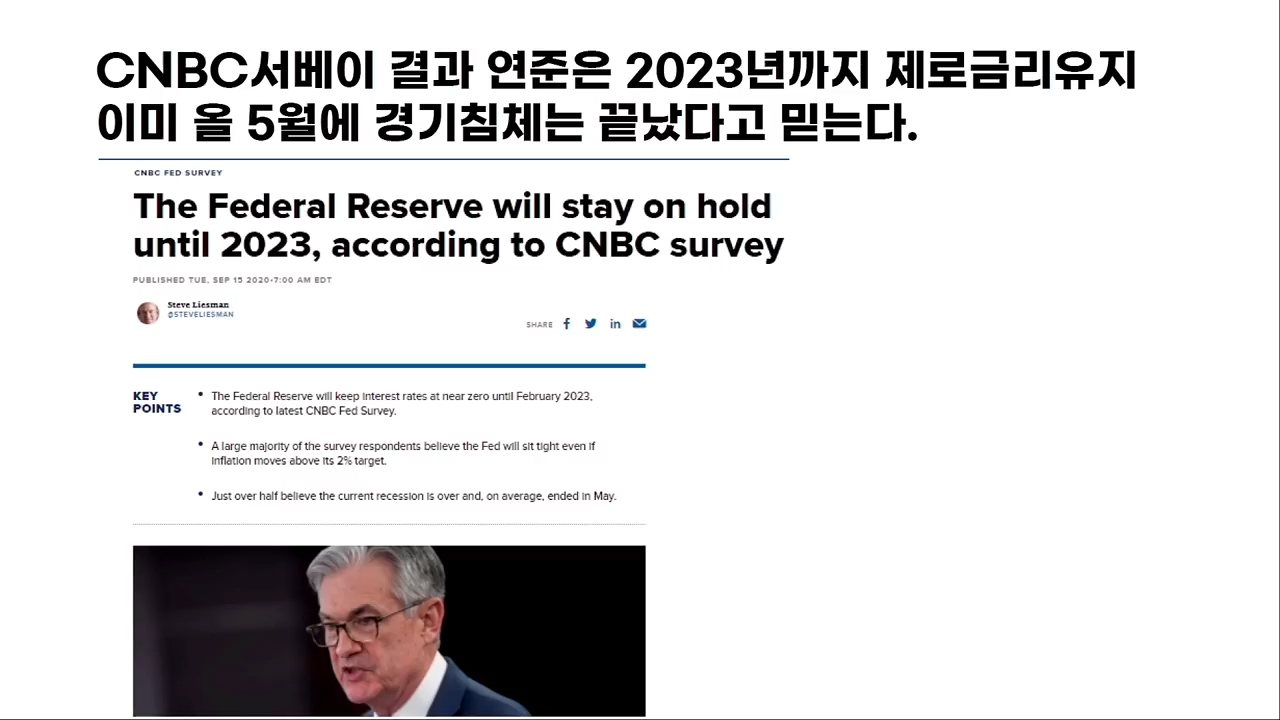 CNBC서베이 결과 연준은 2023년까지 제로금리유지
이미 올 5월에 경기침체는 끝났다고 믿는다.
CNBC FED SURVEY
The Federal Reserve will stay on hold
until 2023, according to CNBC survey
PUBLISHED TUE, SEP 15 2020•7:00 AM EDT
Steve Liesman
@STEVELIESMAN
SHARE
KEY
POINTS
• The Federal Reserve will keep interest rates at near zero until February 2023,
according to latest CNBC Fed Survey.
• A large majority of the survey respondents believe the Fed will sit tight even if
inflation moves above its 2% target.
• Just over half believe the current recession is over and, on average, ended in May.